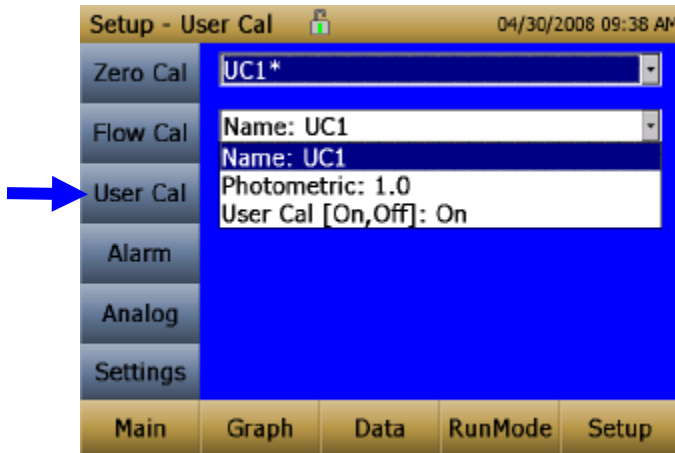 Setup - User Cal 04/30/2008 09:38 AM
Zero Cal
UC1*
Flow Cal
Name: UC1
Name: UC1
User Cal
Photometric: 1.0
User Cal [On,Off]: On
Alarm
Analog
Settings
Main Graph Data RunMode Setup